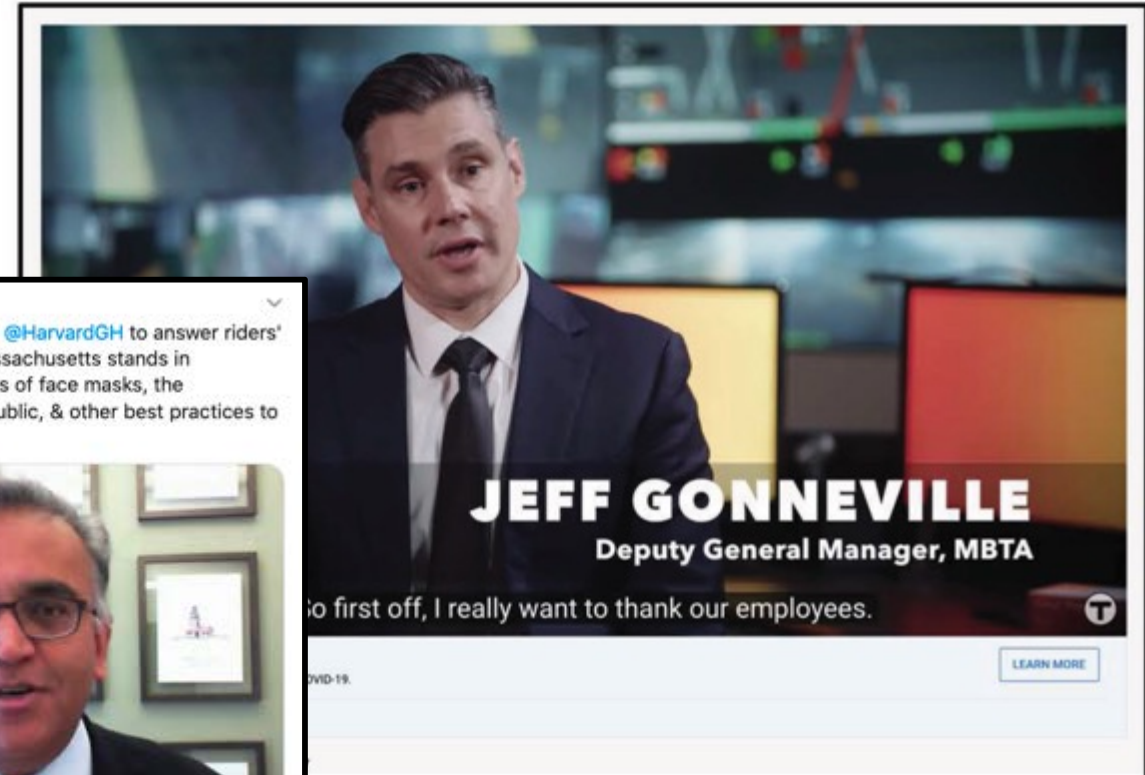 @HarvardGH to answer riders'
ssachusetts stands in
s of face masks, the
ublic, & other best practices to
JEFF GONNEVILLE
Deputy General Manager, MBTA
So first off, I really want to thank our employees.
T
OVID-19.
LEARN MORE